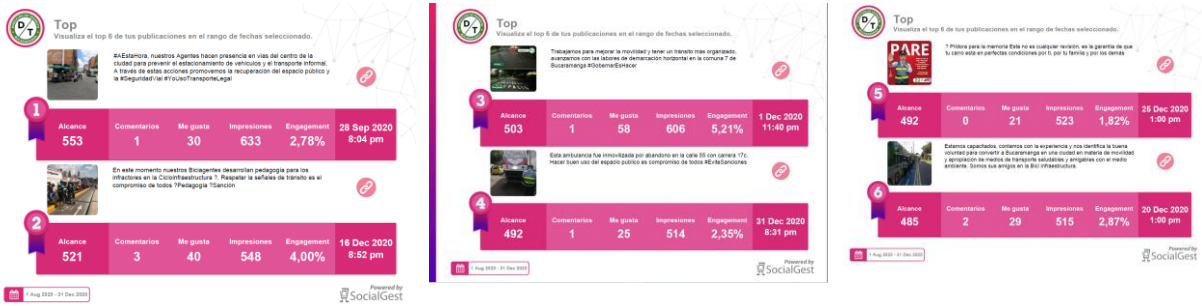 D/T
Top
Visualiza el top 6 de tus publicaciones en el rango de fechas seleccionado.
#AEstaHora, nuestros Agentes hacen presencia en vías del centro de la
ciudad para prevenir el estacionamiento de vehículos y el transporte informal.
A través de estas acciones promovemos la recuperación del espacio público y
la #SeguridadVial #YoUsoTransporteLegal
1
Alcance Comentarios Me gusta Impresiones Engagement 28 Sep 2020
553 1 30 633 2,78% 8:04 pm
En este momento nuestros Biciagentes desarrollan pedagogía para los
infractores en la CicloInfraestructura ?. Respetar la señales de tránsito es el
compromiso de todos ?Pedagogía ?Sanción
2
Alcance Comentarios Me gusta Impresiones Engagement 16 Dec 2020
521 3 40 548 4,00% 8:52 pm
1 Aug 2020 - 31 Dec 2020
Powered by
SocialGest
D/T
Top
Visualiza el top 6 de tus publicaciones en el rango de fechas seleccionado.
Trabajamos para mejorar la movilidad y tener un tránsito más organizado,
avanzamos con las labores de demarcación horizontal en la comuna 7 de
Bucaramanga #GobernarEsHacer
3
Alcance Comentarios Me gusta Impresiones Engagement 1 Dec 2020
503 1 58 606 5,21% 11:40 pm
Esta ambulancia fue inmovilizada por abandono en la calle 55 con carrera 17c.
Hacer buen uso del espacio público es compromiso de todos #EviteSanciones
4
Alcance Comentarios Me gusta Impresiones Engagement 31 Dec 2020
492 1 25 514 2,35% 8:31 pm
1 Aug 2020 - 31 Dec 2020
Powered by
SocialGest
D/T
Top
Visualiza el top 6 de tus publicaciones en el rango de fechas seleccionado.
PARE
? Píldora para la memoria Esta no es cualquier revisión, es la garantía de que
tu carro está en perfectas condiciones por ti, por tu familia y por los demás
5
Alcance Comentarios Me gusta Impresiones Engagement 25 Dec 2020
492 0 21 523 1,82% 1:00 pm
Estamos capacitados, contamos con la experiencia y nos identifica la buena
voluntad para convertir a Bucaramanga en una ciudad en materia de movilidad
y apropiación de medios de transporte saludables y amigables con el medio
ambiente. Somos sus amigos en la Bici Infraestructura.
6
Alcance Comentarios Me gusta Impresiones Engagement 20 Dec 2020
485 2 29 515 2,87% 1:00 pm
1 Aug 2020 - 31 Dec 2020
Powered by
SocialGest